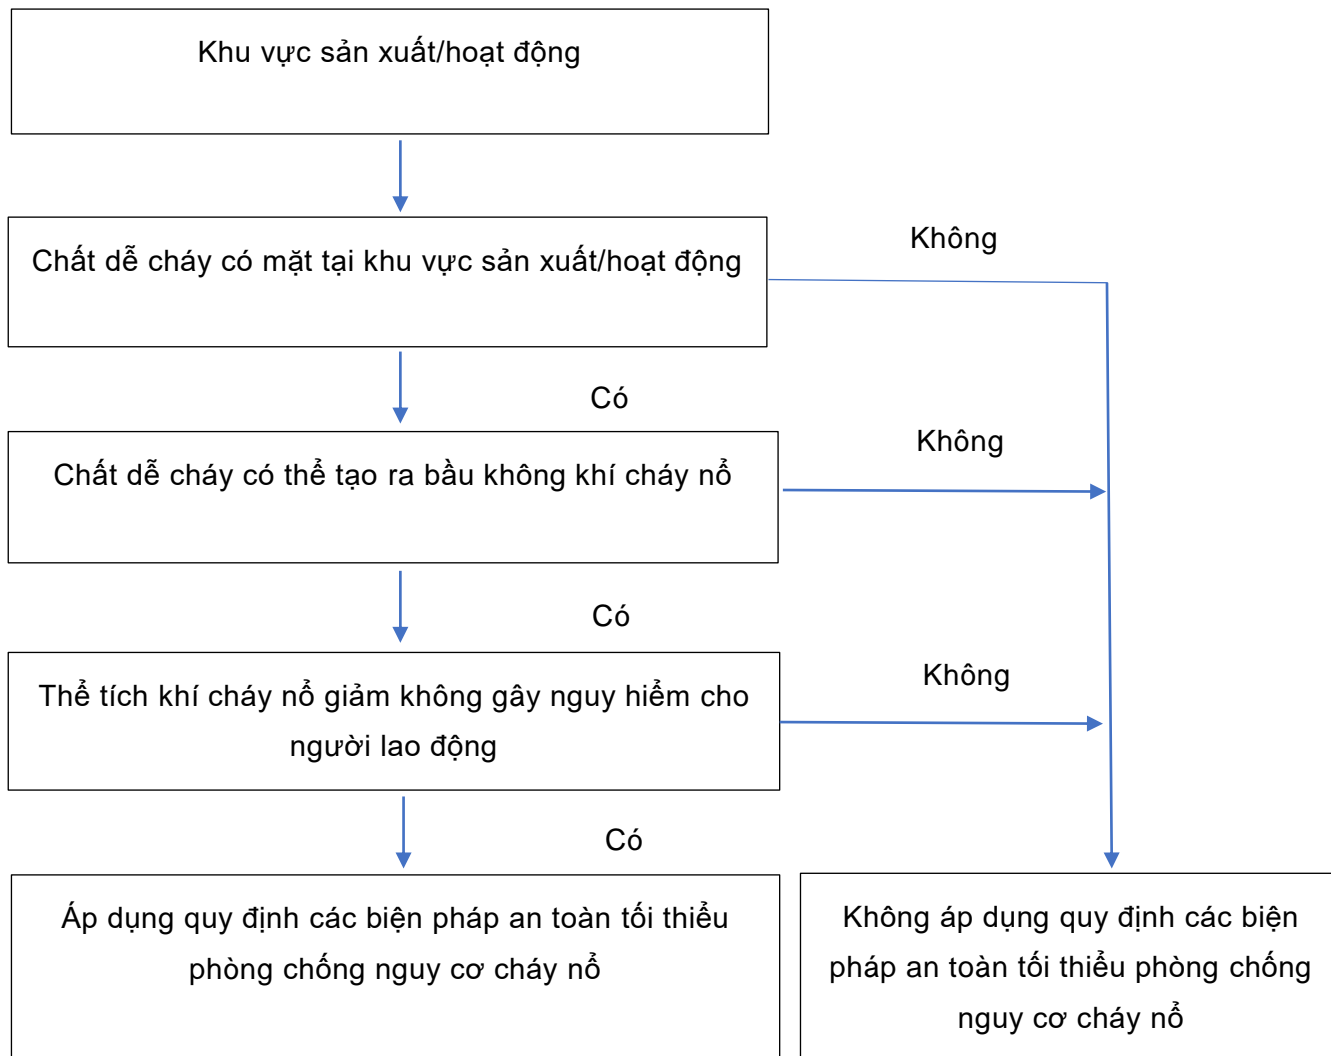 Khu vực sản xuất/hoạt động
Không
Chất dễ cháy có mặt tại khu vực sản xuất/hoạt động
Có
Không
Chất dễ cháy có thể tạo ra bầu không khí cháy nổ
Có
Không
Thể tích khí cháy nổ giảm không gây nguy hiểm cho
người lao động
Có
Áp dụng quy định các biện pháp an toàn tối thiểu
phòng chống nguy cơ cháy nổ
Không áp dụng quy định các biện
pháp an toàn tối thiểu phòng chống
nguy cơ cháy nổ